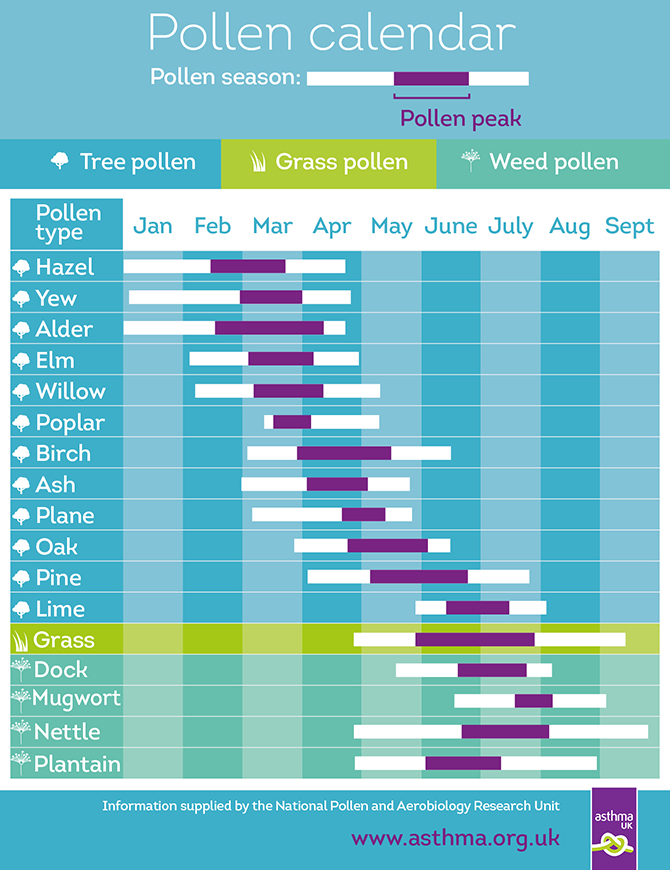 Pollen calendar
Pollen season:
Pollen peak
Tree pollen Grass pollen Weed pollen
Pollen
type
Jan Feb Mar Apr May June July Aug Sept
Hazel
Yew
Alder
Elm
Willow
Poplar
Birch
Ash
Plane
Oak
Pine
Lime
Grass
Dock
Mugwort
Nettle
Plantain
Information supplied by the National Pollen and Aerobiology Research Unit
www.asthma.org.uk
asthma
UK